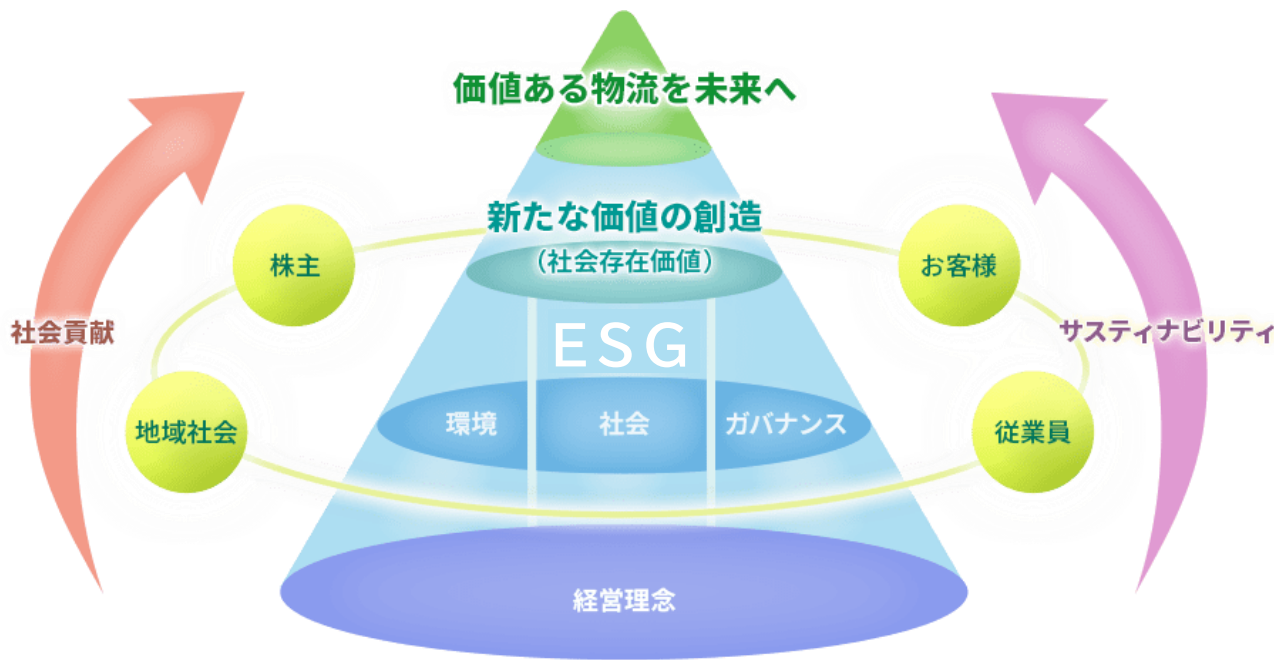 価値ある物流を未来へ
新たな価値の創造
（社会存在価値）
株主
お客様
社会貢献
サスティナビリティ
ESG
地域社会
環境
社会
ガバナンス
従業員
経営理念